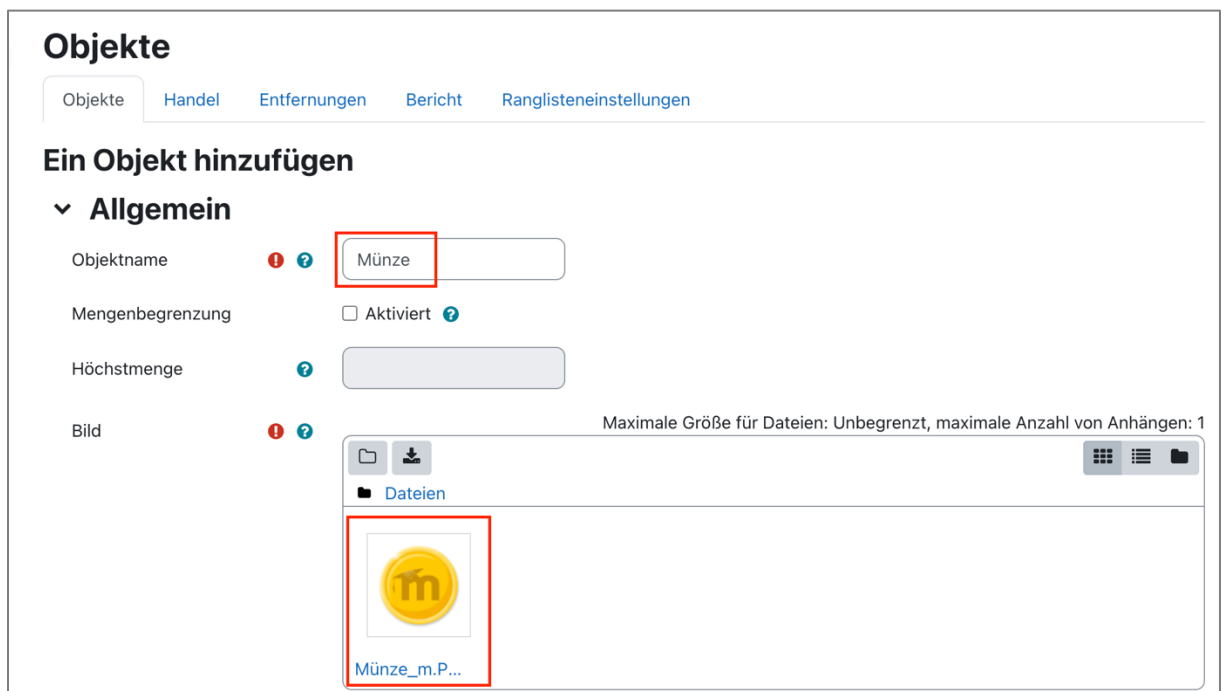 Objekte
Objekte Handel Entfernungen Bericht Ranglisteneinstellungen
Ein Objekt hinzufügen
Allgemein
Objektname ! ? Münze
Mengenbegrenzung Aktiviert ?
Höchstmenge ?
Maximale Größe für Dateien: Unbegrenzt, maximale Anzahl von Anhängen: 1
Bild ! ?
Dateien
m
Münze_m.P...